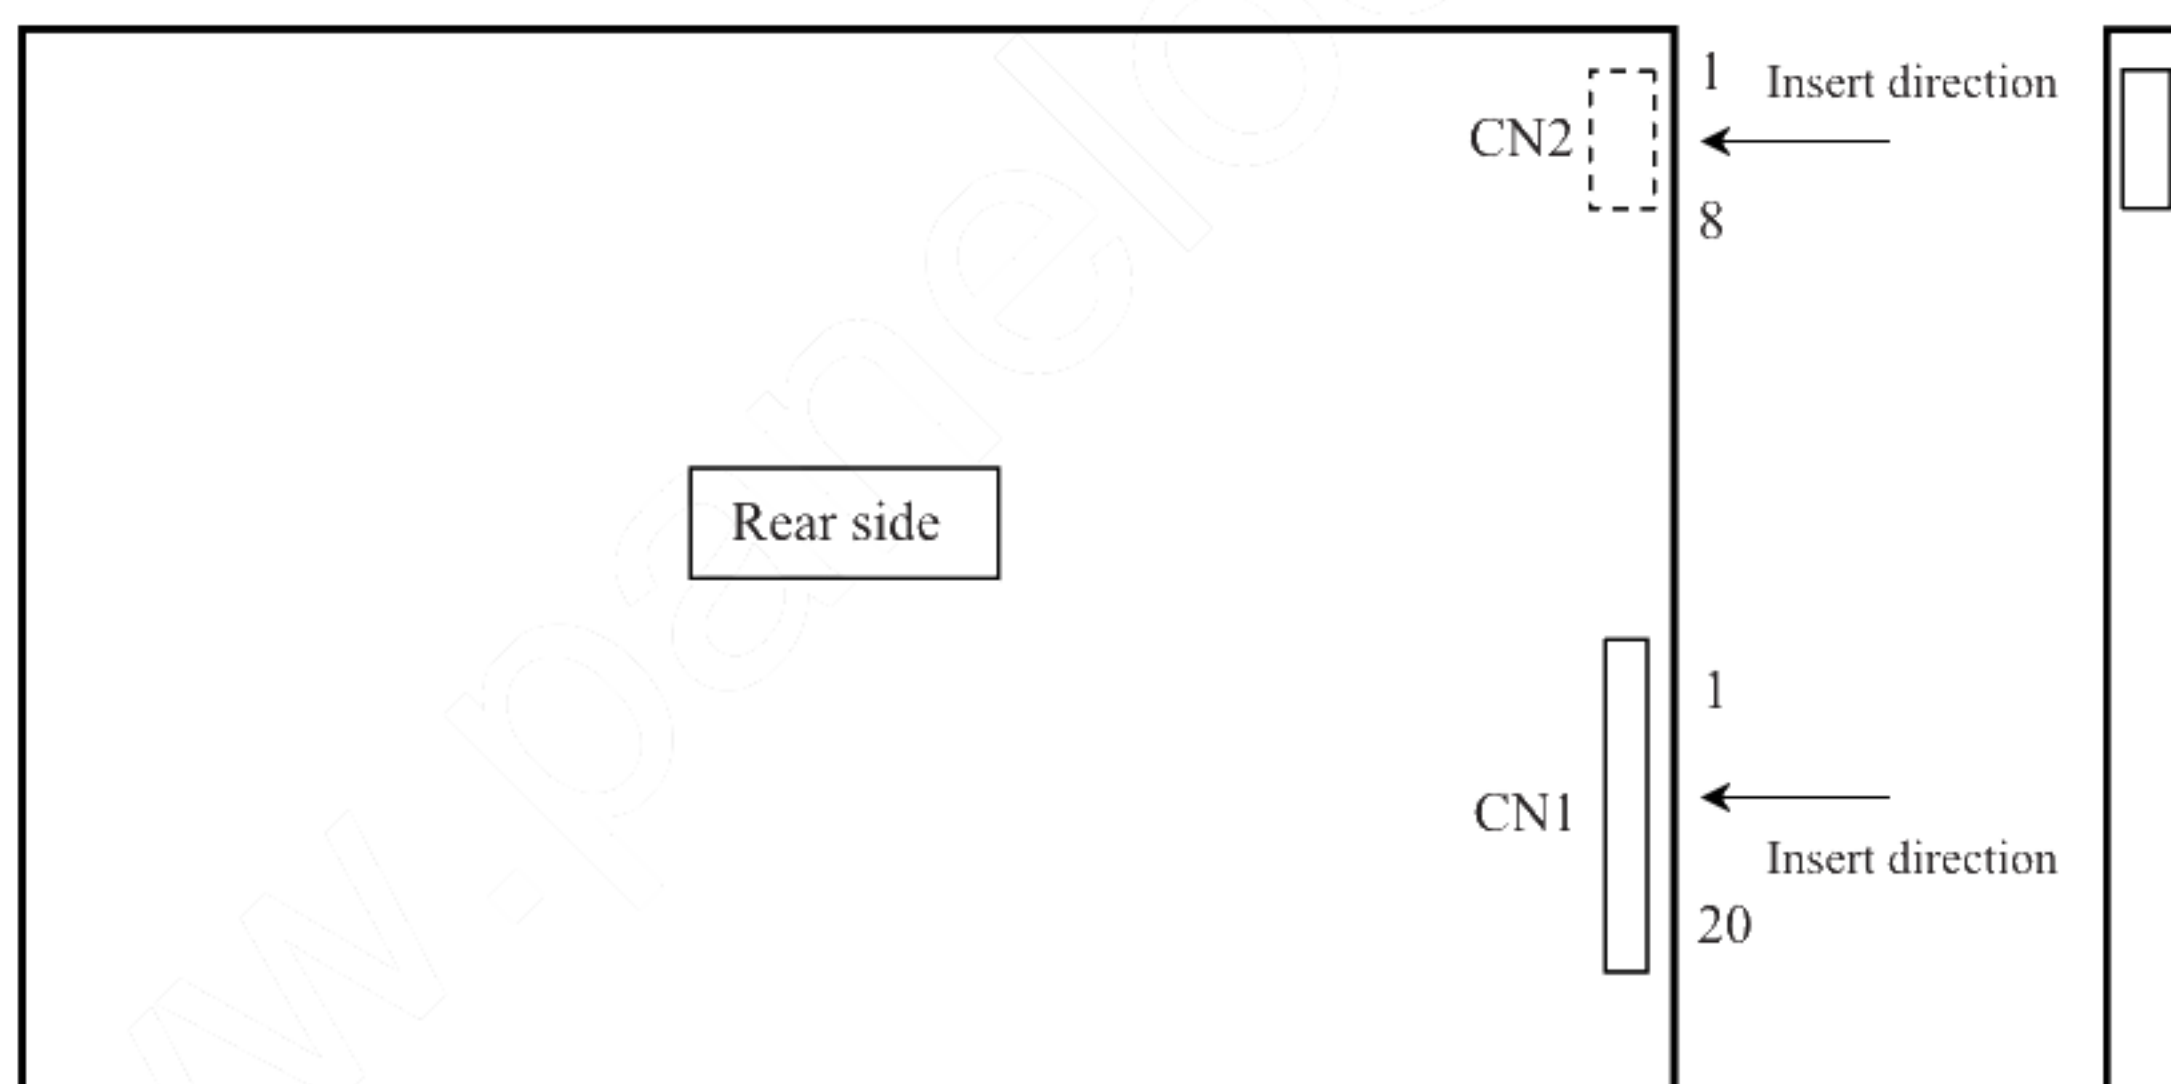 1
Insert direction
CN2
8
Rear side
1
CN1
Insert direction
20